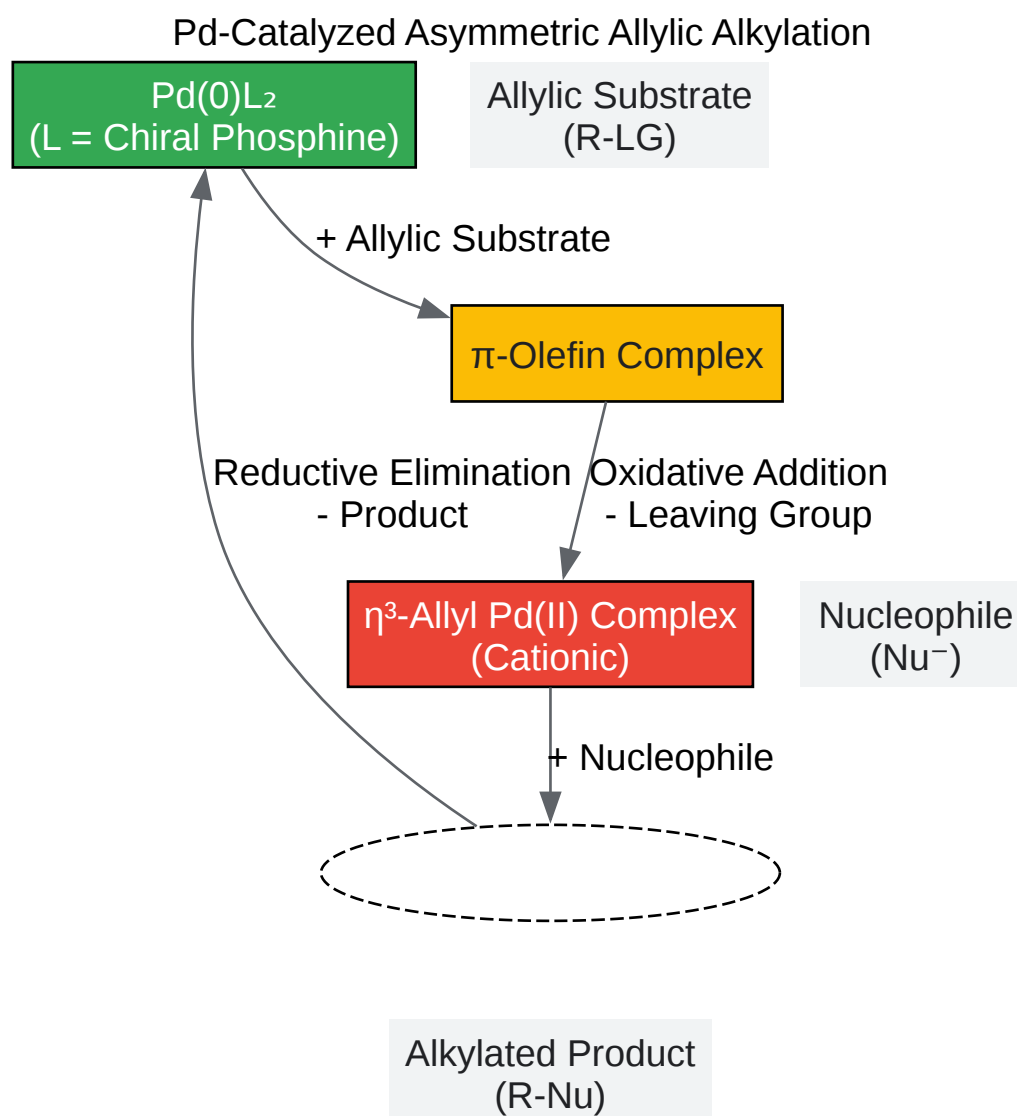 Pd-Catalyzed Asymmetric Allylic Alkylation
Pd(0)L₂
(L = Chiral Phosphine)
Allylic Substrate
(R-LG)
+ Allylic Substrate
π-Olefin Complex
Reductive Elimination
- Product
Oxidative Addition
- Leaving Group
η³-Allyl Pd(II) Complex
(Cationic)
Nucleophile
(Nu⁻)
+ Nucleophile
Alkylated Product
(R-Nu)